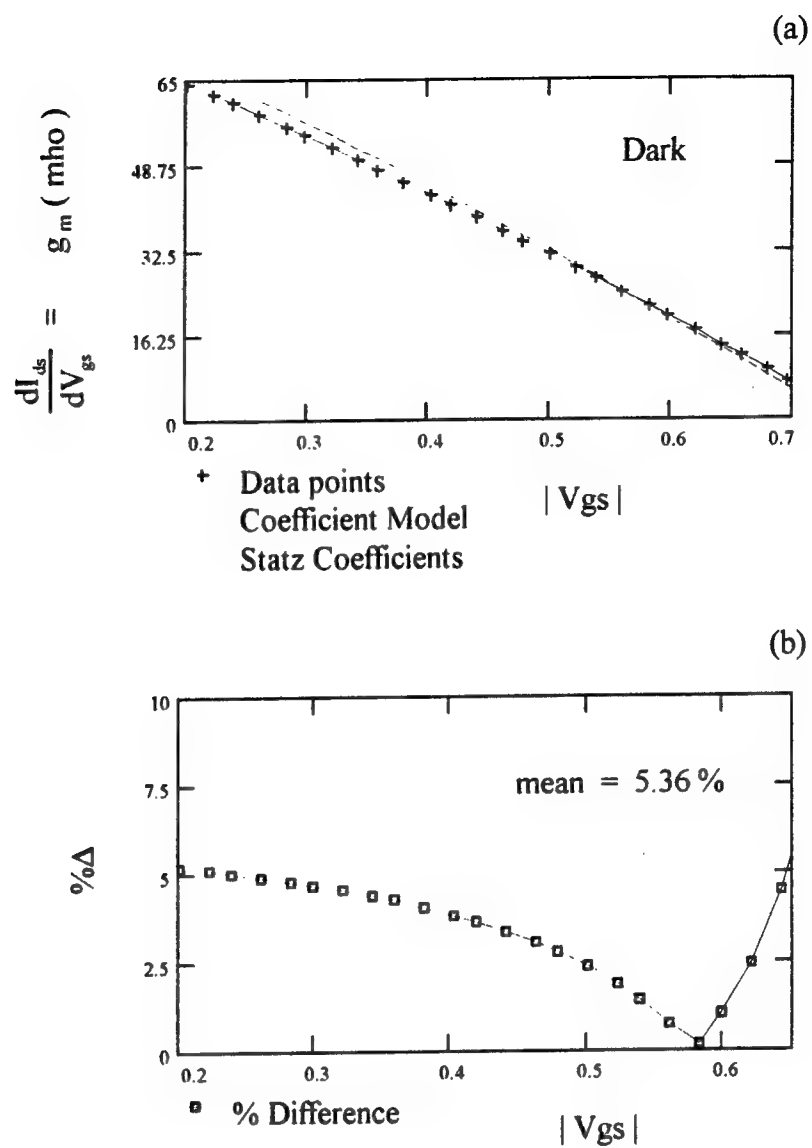 (a)
65
48.75
32.5
16.25
0
dI_ds / dV_gs = g_m ( mho )
Dark
0.2 0.3 0.4 0.5 0.6 0.7
+ Data points
Coefficient Model
Statz Coefficients
| Vgs |
(b)
10
7.5
5
2.5
0
%Δ
mean = 5.36 %
0.2 0.3 0.4 0.5 0.6
% Difference
| Vgs |